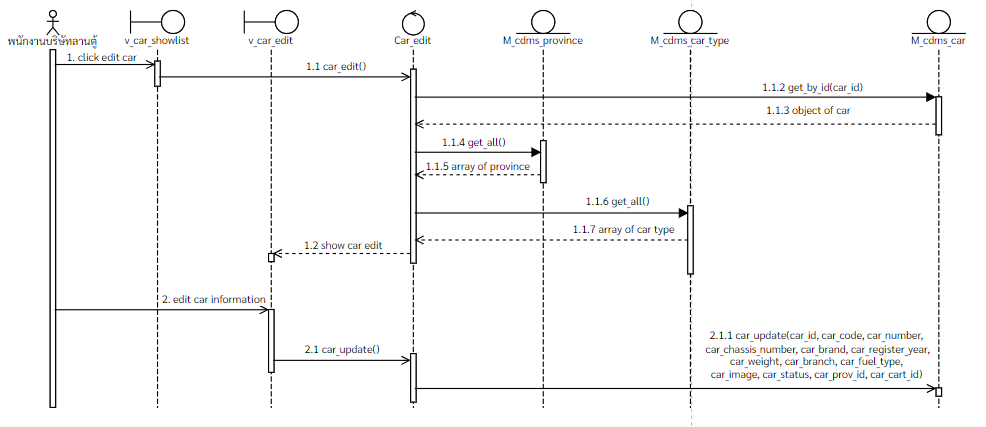 พนักงานบริษัทลานตู้
v_car_showlist
v_car_edit
Car_edit
M_cdms_province
M_cdms_car_type
M_cdms_car
1. click edit car
1.1 car_edit()
1.1.2 get_by_id(car_id)
1.1.3 object of car
1.1.4 get_all()
1.1.5 array of province
1.1.6 get_all()
1.1.7 array of car type
1.2 show car edit
2. edit car information
2.1 car_update()
2.1.1 car_update(car_id, car_code, car_number,
car_chassis_number, car_brand, car_register_year,
car_weight, car_branch, car_fuel_type,
car_image, car_status, car_prov_id, car_cart_id)